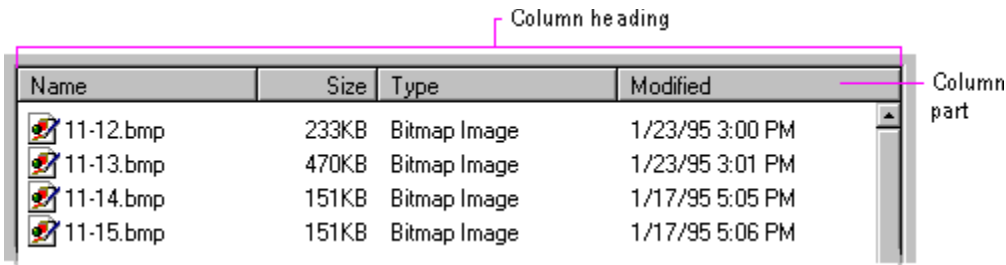 Column heading
Name Size Type Modified
Column
part
11-12.bmp 233KB Bitmap Image 1/23/95 3:00 PM
11-13.bmp 470KB Bitmap Image 1/23/95 3:01 PM
11-14.bmp 151KB Bitmap Image 1/17/95 5:05 PM
11-15.bmp 151KB Bitmap Image 1/17/95 5:06 PM